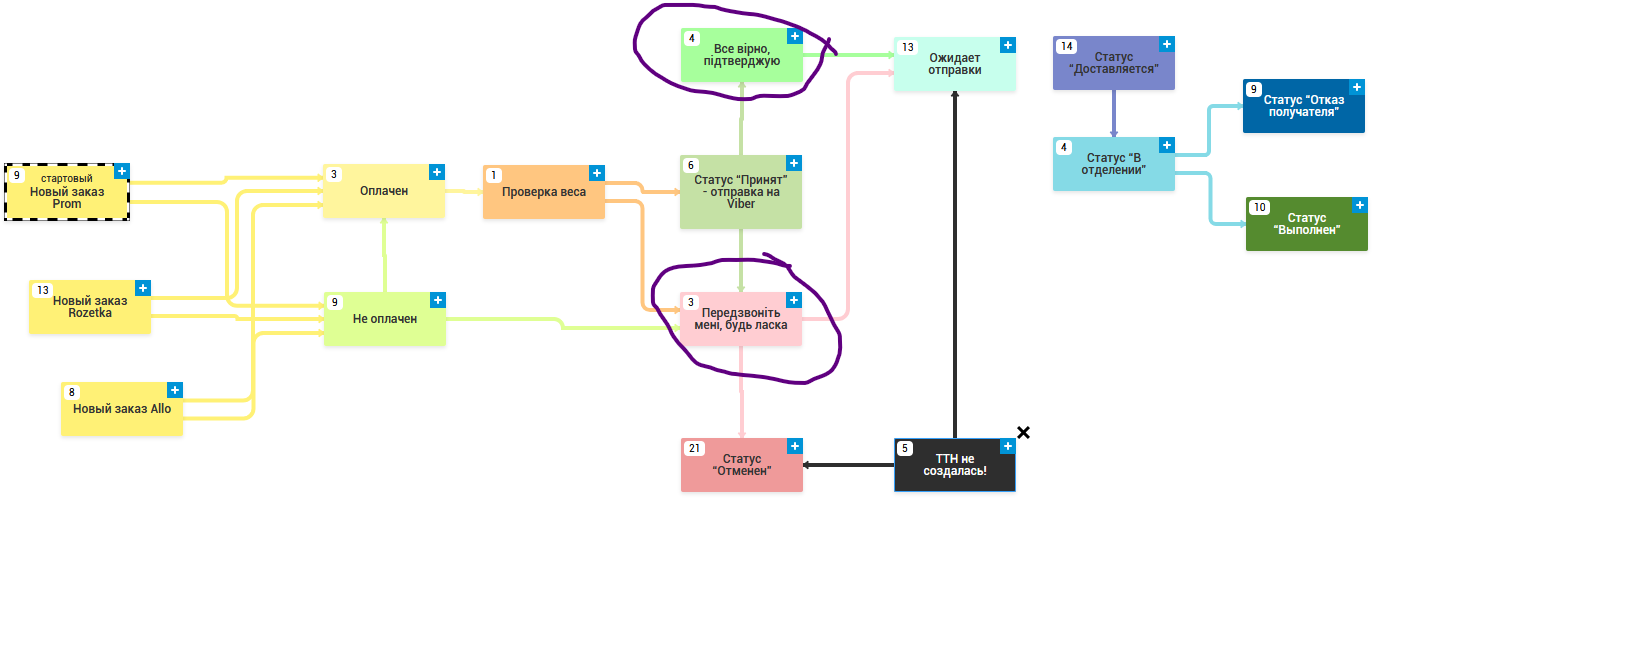 4
Все вірно,
підтверджую
13
Ожидает
отправки
14
Статус
“Доставляется”
9
Статус “Отказ
получателя”
4
Статус “В
отделении”
10
Статус
“Выполнен”
9
стартовый
Новый заказ
Prom
3
Оплачен
1
Проверка веса
6
Статус “Принят”
- отправка на
Viber
13
Новый заказ
Rozetka
9
Не оплачен
3
Передзвоніть
мені, будь ласка
8
Новый заказ Allo
21
Статус
“Отменен”
5
ТТН не
создалась!